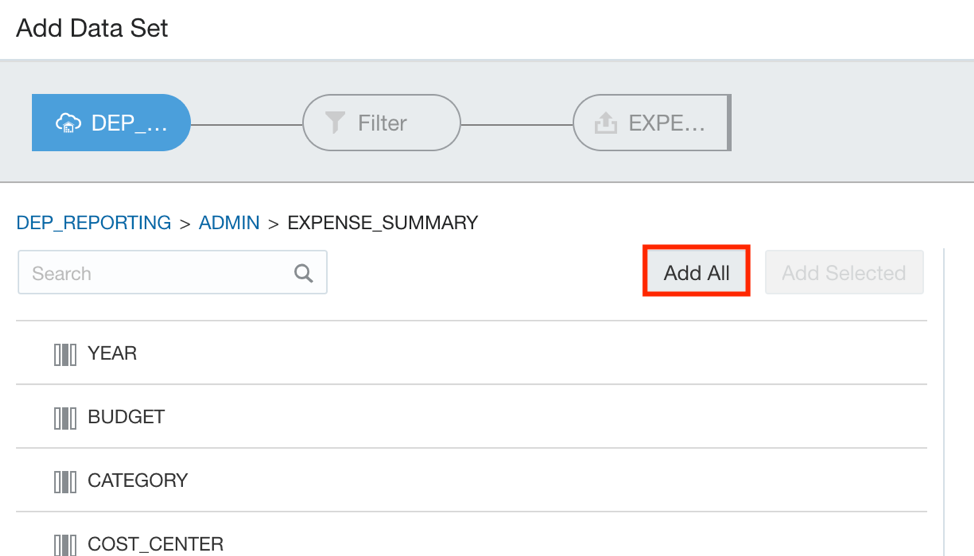 Add Data Set
DEP_... Filter EXPE...
DEP_REPORTING > ADMIN > EXPENSE_SUMMARY
Search Add All Add Selected
YEAR
BUDGET
CATEGORY
COST_CENTER